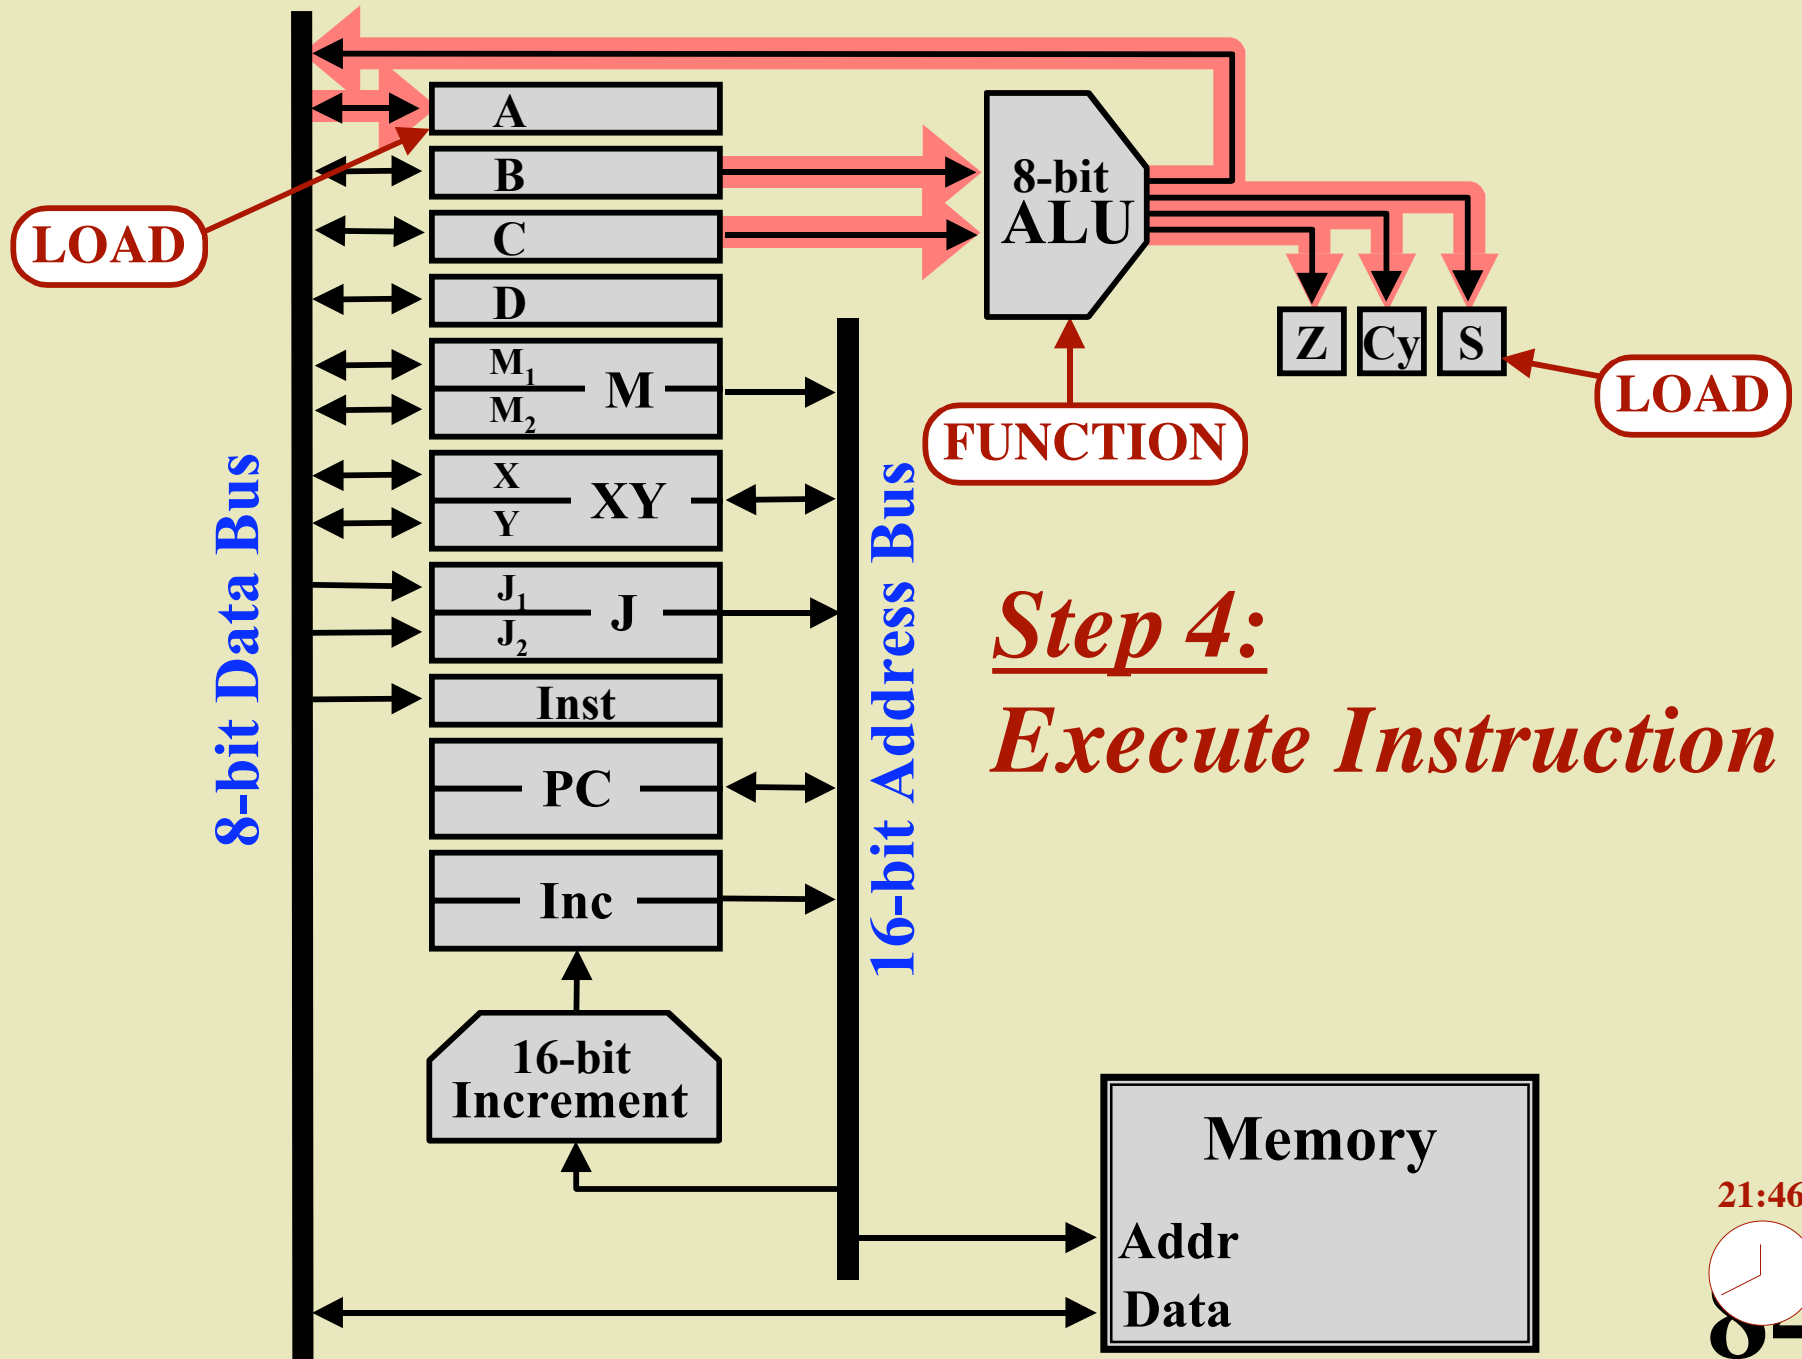 A
B
C
D
M1
M2
M
X
Y
XY
J1
J2
J
Inst
PC
Inc
16-bit
Increment
8-bit
ALU
Z
Cy
S
LOAD
FUNCTION
LOAD
8-bit Data Bus
16-bit Address Bus
Step 4:
Execute Instruction
Memory
Addr
Data
21:46